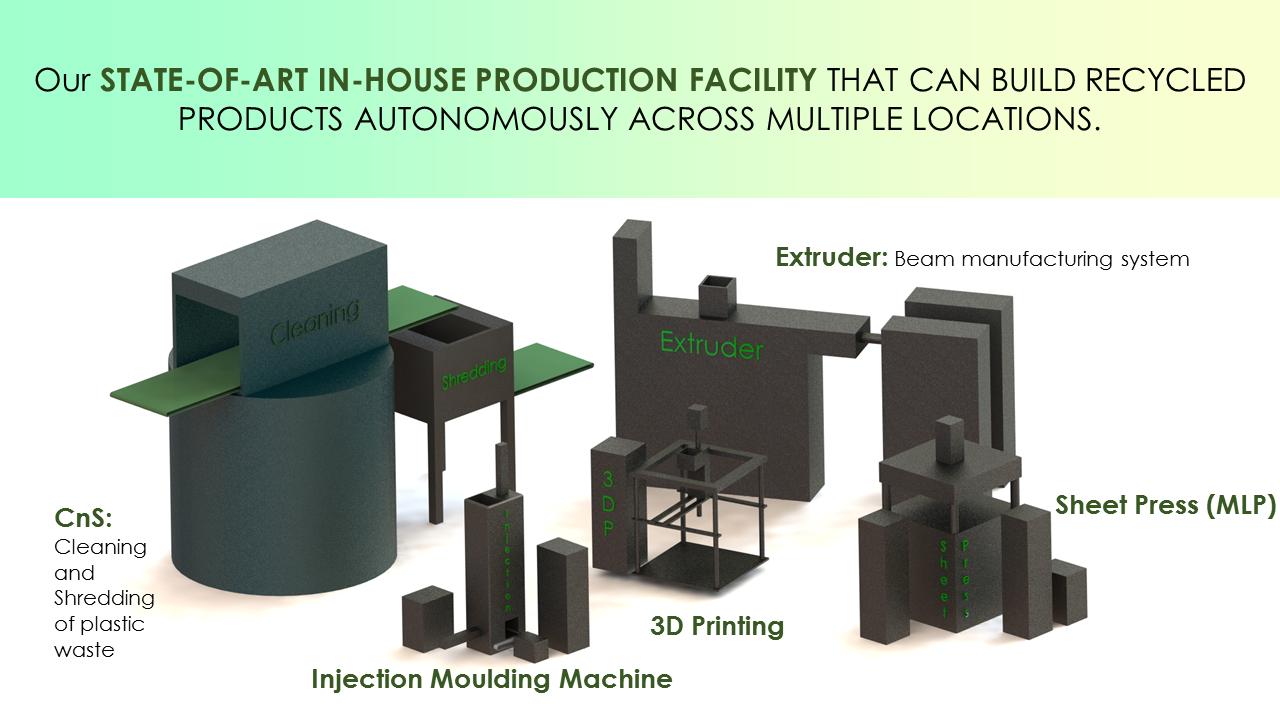 Our STATE-OF-ART IN-HOUSE PRODUCTION FACILITY THAT CAN BUILD RECYCLED
PRODUCTS AUTONOMOUSLY ACROSS MULTIPLE LOCATIONS.
Extruder: Beam manufacturing system
Cleaning
Shredding
Extruder
3DP
Injection
Sheet
Press
Sheet Press (MLP)
CnS:
Cleaning
and
Shredding
of plastic
waste
3D Printing
Injection Moulding Machine